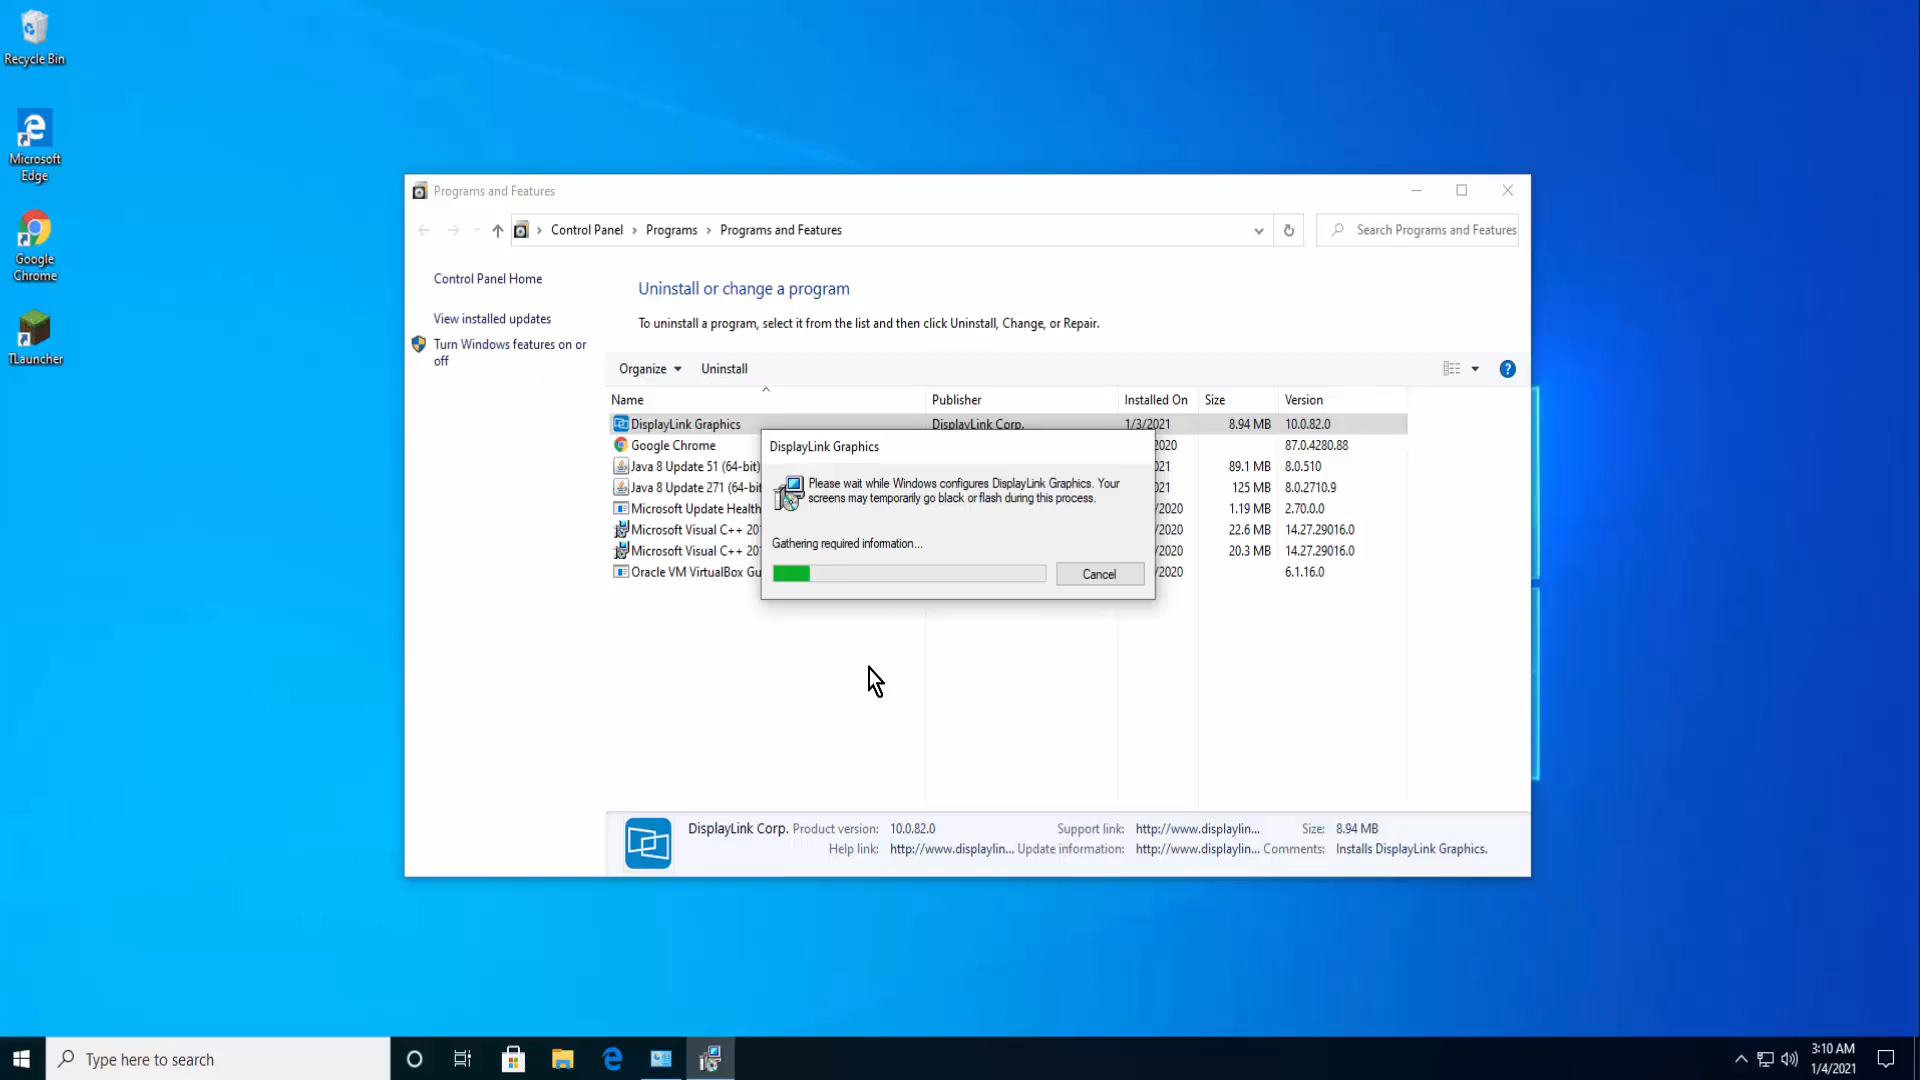 Recycle Bin
Microsoft
Edge
Google
Chrome
TLauncher
Programs and Features
Control Panel
Programs
Programs and Features
Search Programs and Features
Control Panel Home
View installed updates
Turn Windows features on or
off
Uninstall or change a program
To uninstall a program, select it from the list and then click Uninstall, Change, or Repair.
Organize
Uninstall
Name Publisher Installed On Size Version
DisplayLink Graphics DisplayLink Corp. 1/3/2021 8.94 MB 10.0.82.0
Google Chrome 2020 87.0.4280.88
Java 8 Update 51 (64-bit) 021 89.1 MB 8.0.510
Java 8 Update 271 (64-bit 021 125 MB 8.0.2710.9
Microsoft Update Health /2020 1.19 MB 2.70.0.0
Microsoft Visual C++ 20 /2020 22.6 MB 14.27.29016.0
Microsoft Visual C++ 20 /2020 20.3 MB 14.27.29016.0
Oracle VM VirtualBox Gu /2020 6.1.16.0
DisplayLink Graphics
Please wait while Windows configures DisplayLink Graphics. Your
screens may temporarily go black or flash during this process.
Gathering required information...
Cancel
DisplayLink Corp. Product version: 10.0.82.0 Support link: http://www.displaylin... Size: 8.94 MB
Help link: http://www.displaylin... Update information: http://www.displaylin... Comments: Installs DisplayLink Graphics.
Type here to search
3:10 AM
1/4/2021